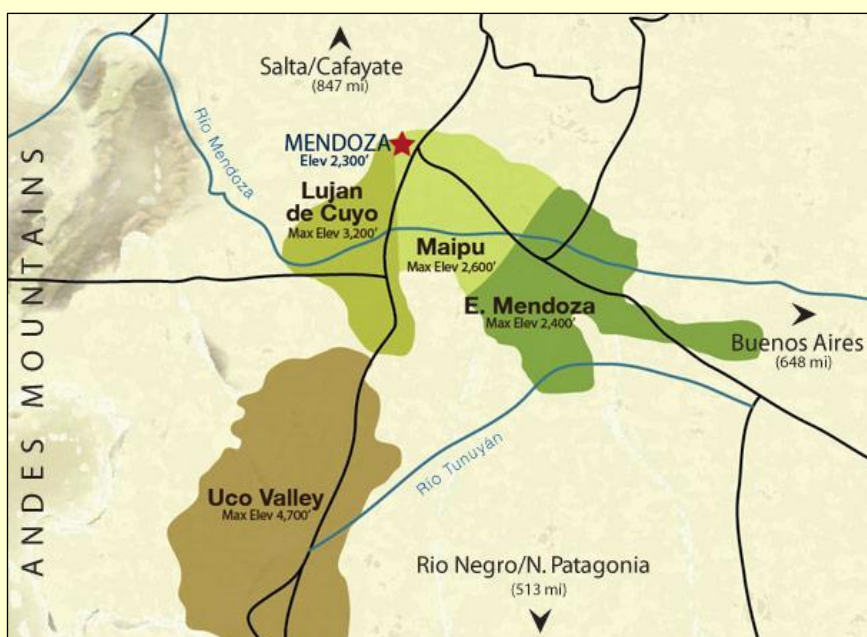 Salta/Cafayate
(847 mi)
Río Mendoza
MENDOZA
Elev 2,300'
Lujan
de Cuyo
Max Elev 3,200'
Maipu
Max Elev 2,600'
E. Mendoza
Max Elev 2,400'
Buenos Aires
(648 mi)
ANDES MOUNTAINS
Río Tunuyán
Uco Valley
Max Elev 4,700'
Rio Negro/N. Patagonia
(513 mi)